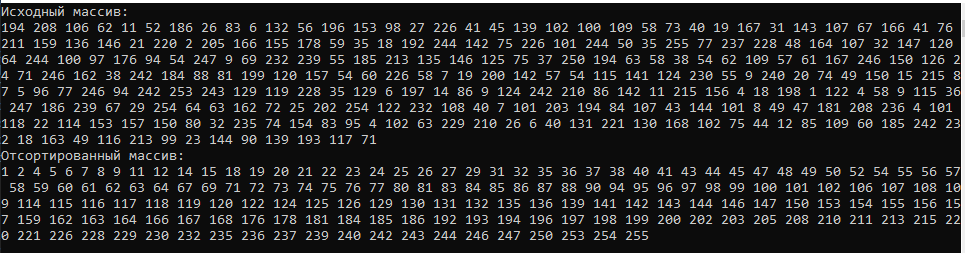 Исходный массив:
194 208 106 62 11 52 186 26 83 6 132 56 196 153 98 27 226 41 45 139 102 100 109 58 73 40 19 167 31 143 107 67 166 41 76
211 159 136 146 21 220 2 205 166 155 178 59 35 18 192 244 142 75 226 101 244 50 35 255 77 237 228 48 164 107 32 147 120
64 244 100 97 176 94 54 247 9 69 232 239 55 185 213 135 146 125 75 37 250 194 63 58 38 54 62 109 57 61 167 246 150 126 2
4 71 246 162 38 242 184 88 81 199 120 157 54 60 226 58 7 19 200 142 57 54 115 141 124 230 55 9 240 20 74 49 150 15 215 8
7 5 96 77 246 94 242 253 243 129 119 228 35 129 6 197 14 86 9 124 242 210 86 142 11 215 156 4 18 198 1 122 4 58 9 115 36
 247 186 239 67 29 254 64 63 162 72 25 202 254 122 232 108 40 7 101 203 194 84 107 43 144 101 8 49 47 181 208 236 4 101
118 22 114 153 157 150 80 32 235 74 154 83 95 4 102 63 229 210 26 6 40 131 221 130 168 102 75 44 12 85 109 60 185 242 23
2 18 163 49 116 213 99 23 144 90 139 193 117 71
Отсортированный массив:
1 2 4 5 6 7 8 9 11 12 14 15 18 19 20 21 22 23 24 25 26 27 29 31 32 35 36 37 38 40 41 43 44 45 47 48 49 50 52 54 55 56 57
 58 59 60 61 62 63 64 67 69 71 72 73 74 75 76 77 80 81 83 84 85 86 87 88 90 94 95 96 97 98 99 100 101 102 106 107 108 10
9 114 115 116 117 118 119 120 122 124 125 126 129 130 131 132 135 136 139 141 142 143 144 146 147 150 153 154 155 156 15
7 159 162 163 164 166 167 168 176 178 181 184 185 186 192 193 194 196 197 198 199 200 202 203 205 208 210 211 213 215 22
0 221 226 228 229 230 232 235 236 237 239 240 242 243 244 246 247 250 253 254 255